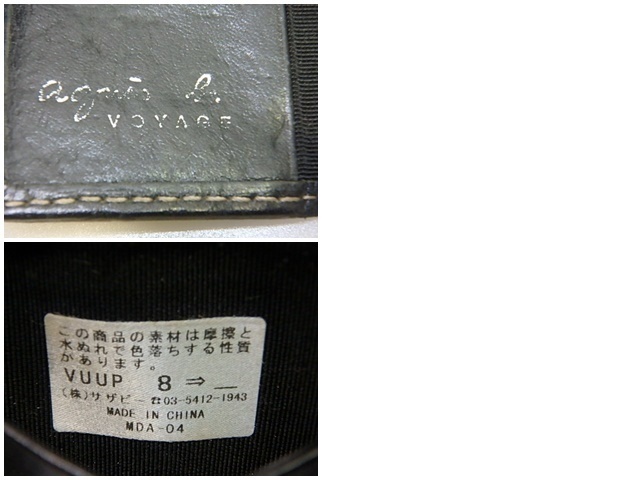 agnès b.
VOYAGE
この商品の素材は摩擦と
水ぬれで色落ちする性質
があります。
VUUP 8 ⇒ __
(株)サザビー ☎03-5412-1943
MADE IN CHINA
MDA-04